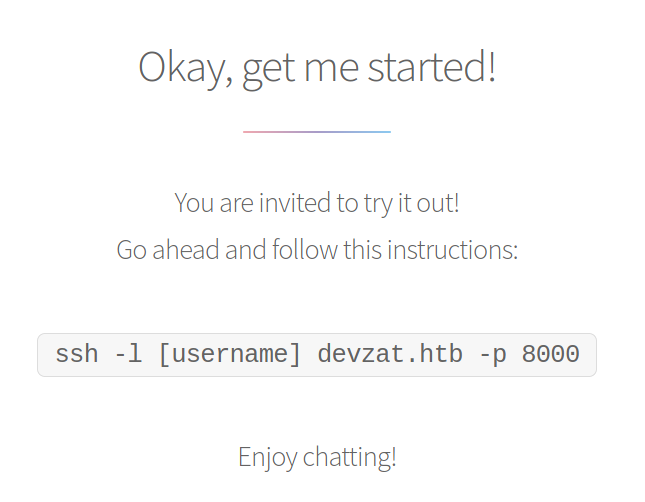 Okay, get me started!
You are invited to try it out!
Go ahead and follow this instructions:
ssh -l [username] devzat.htb -p 8000
Enjoy chatting!